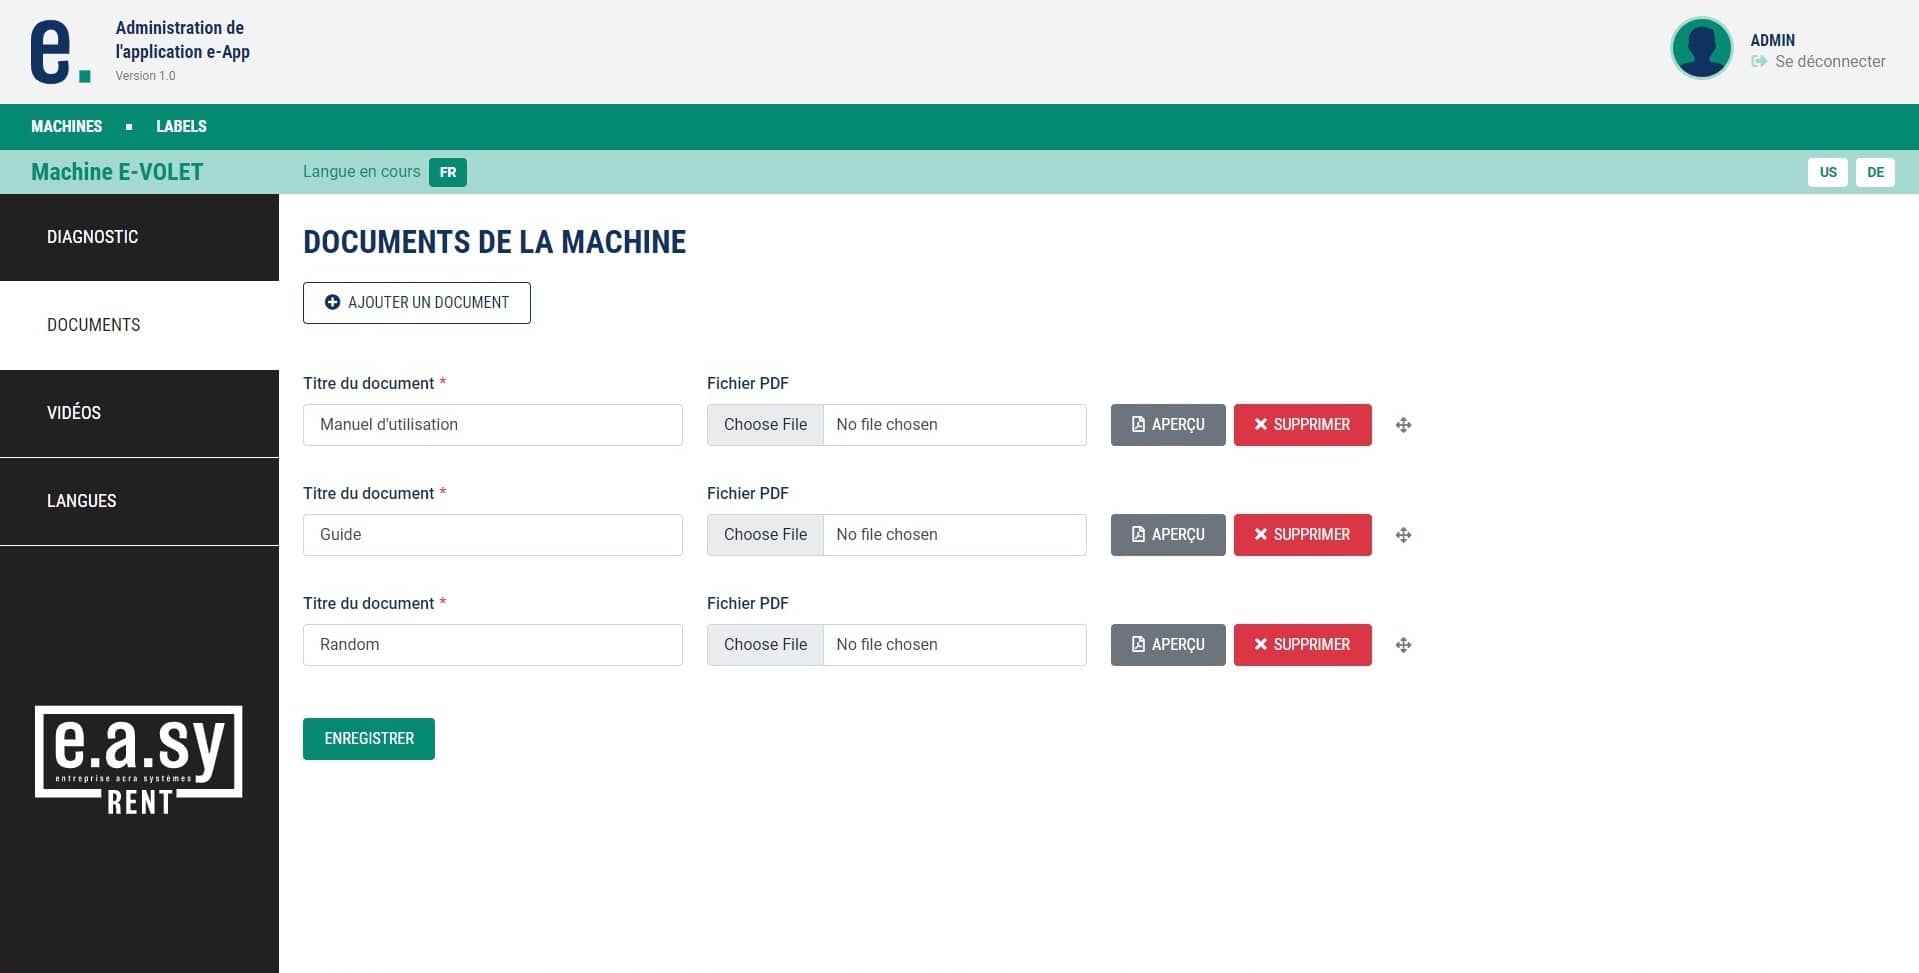 e.
Administration de
l'application e-App
Version 1.0
ADMIN
Se déconnecter
MACHINES
LABELS
Machine E-VOLET
Langue en cours FR
US
DE
DIAGNOSTIC
DOCUMENTS
VIDÉOS
LANGUES
e.a.sy
entreprise acra systèmes
RENT
DOCUMENTS DE LA MACHINE
AJOUTER UN DOCUMENT
Titre du document * Fichier PDF
Manuel d'utilisation Choose File No file chosen APERÇU SUPPRIMER
Titre du document * Fichier PDF
Guide Choose File No file chosen APERÇU SUPPRIMER
Titre du document * Fichier PDF
Random Choose File No file chosen APERÇU SUPPRIMER
ENREGISTRER